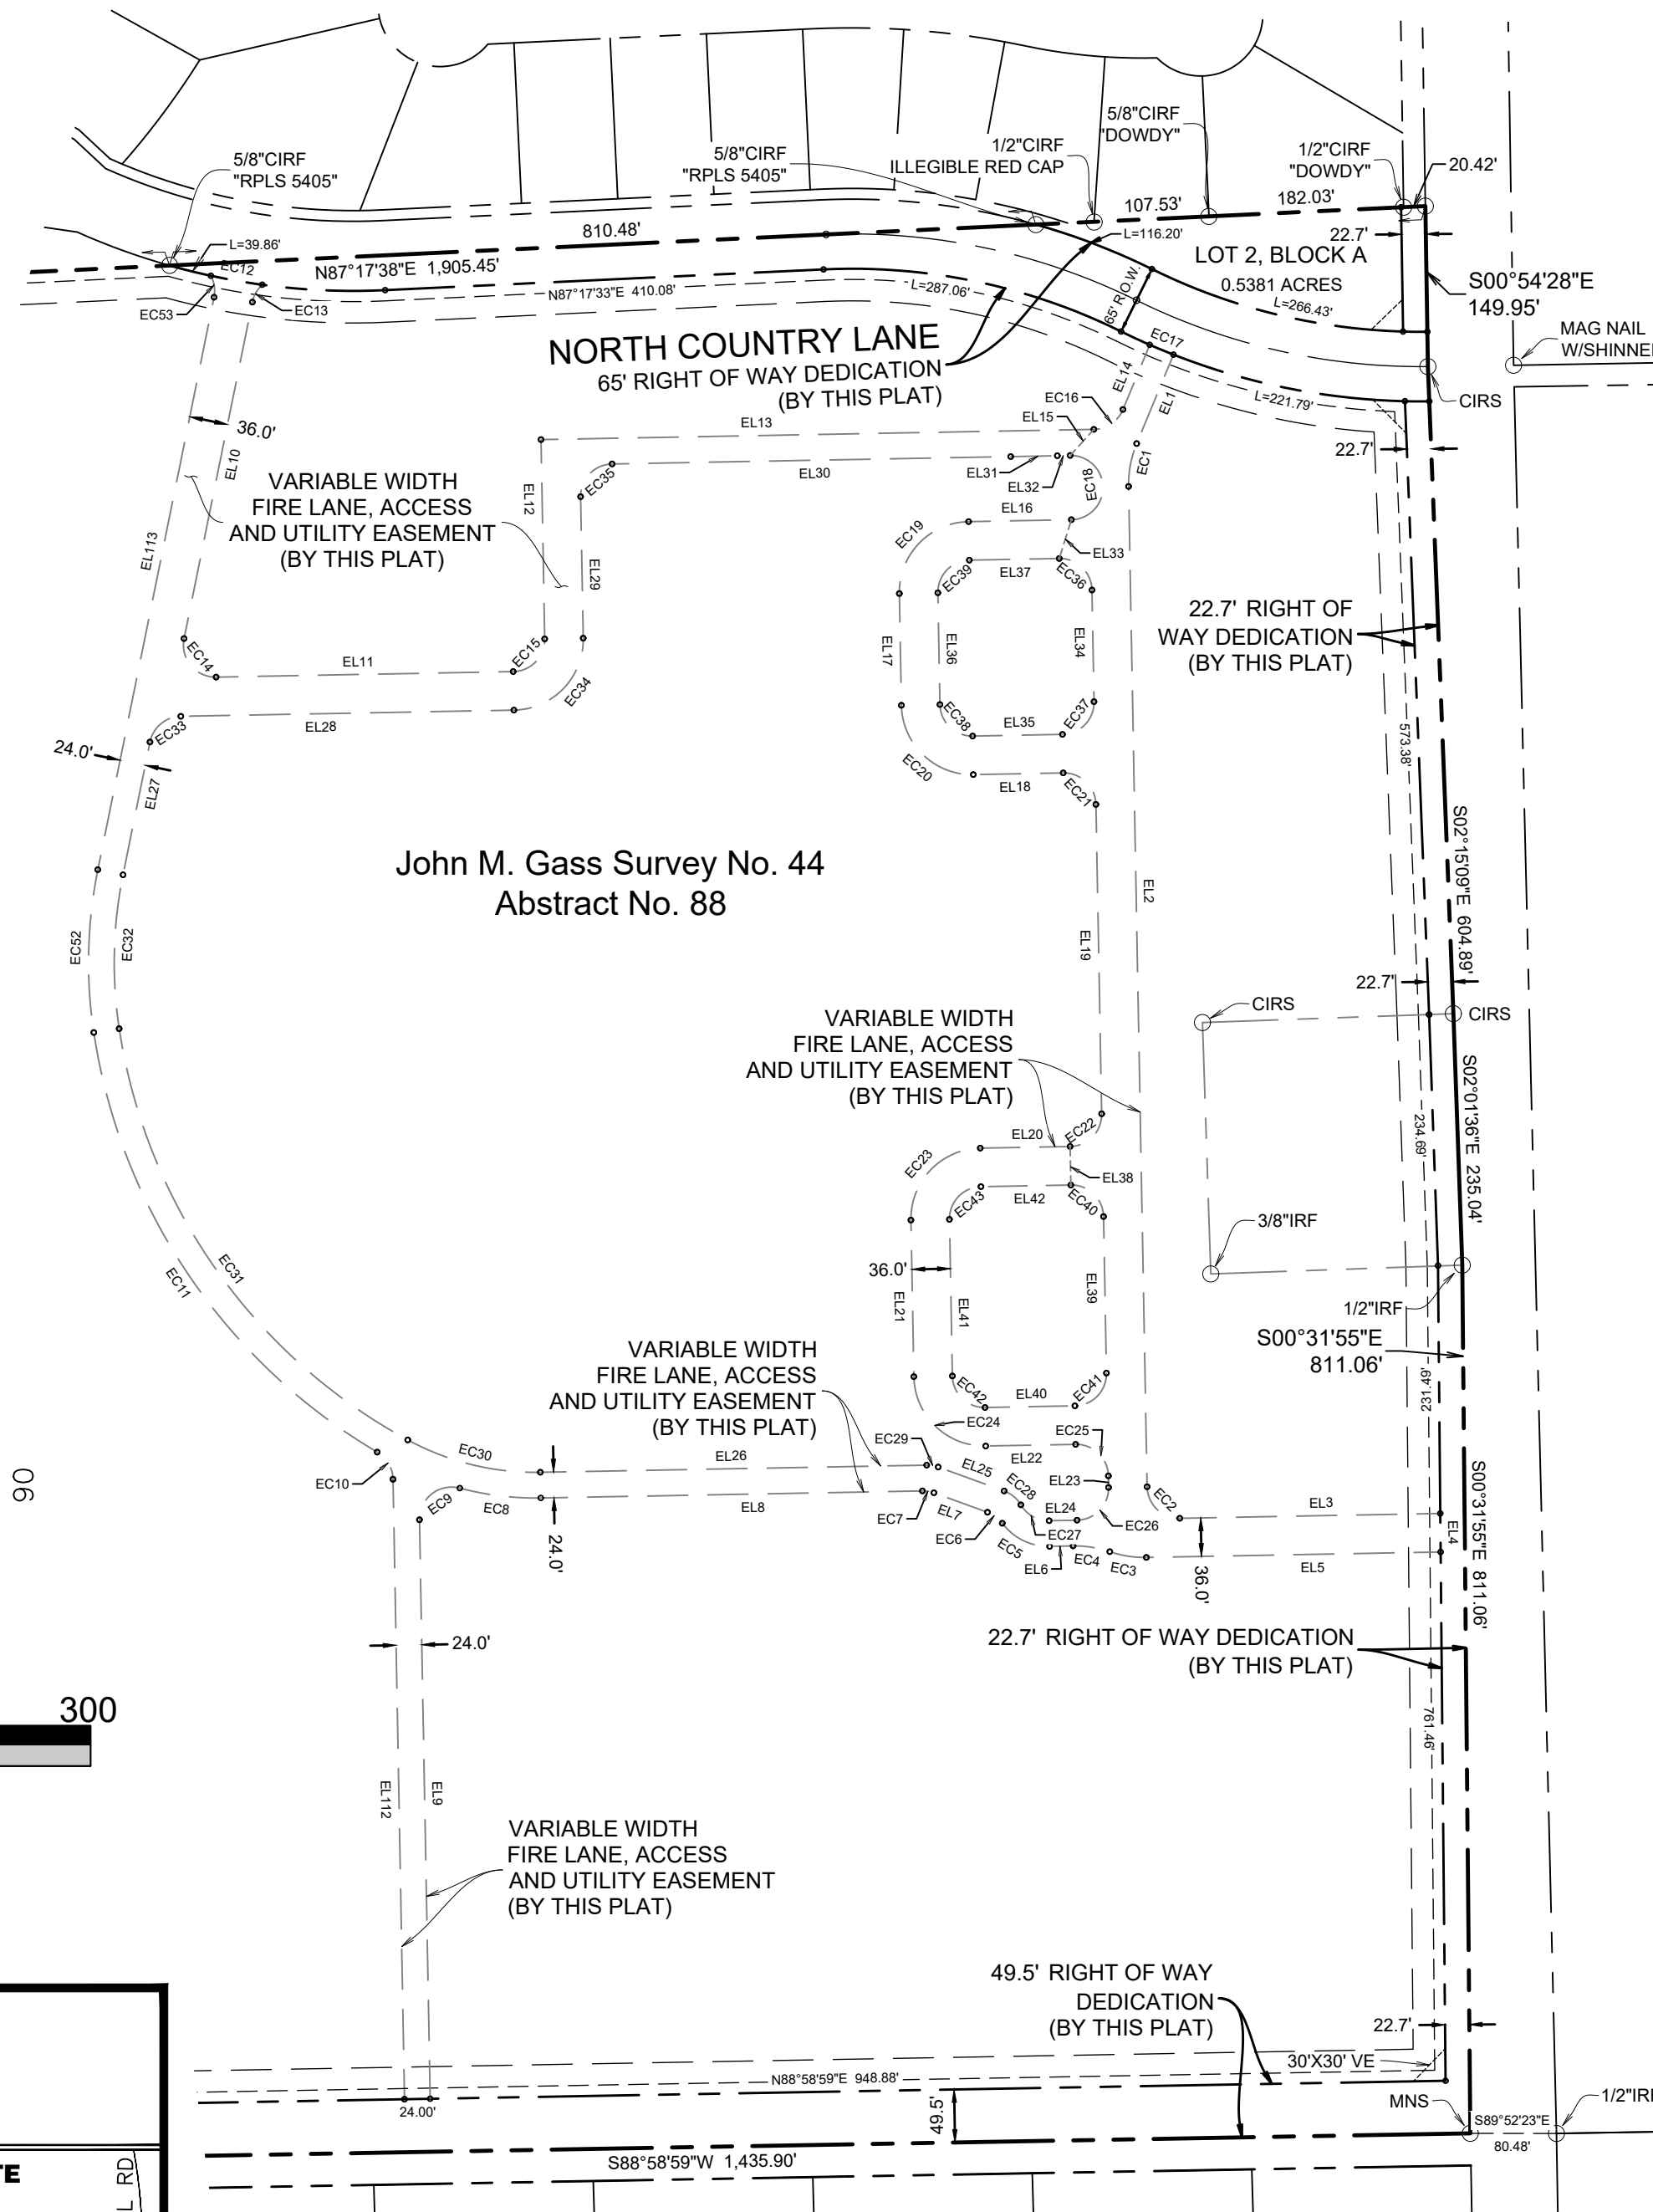 5/8"CIRF
"DOWDY"
1/2"CIRF
ILLEGIBLE RED CAP
5/8"CIRF
"RPLS 5405"
5/8"CIRF
"RPLS 5405"
1/2"CIRF
"DOWDY"
20.42'
182.03'
107.53'
810.48'
L=39.86'
L=116.20'
22.7'
LOT 2, BLOCK A
0.5381 ACRES
S00°54'28"E
149.95'
EC12
N87°17'38"E 1,905.45'
N87°17'33"E 410.08'
L=287.06'
65' R.O.W.
L=266.43'
EC53
EC13
MAG NAIL
EC17
NORTH COUNTRY LANE
65' RIGHT OF WAY DEDICATION
(BY THIS PLAT)
EL14
EL1
L=221.79'
CIRS
EC16
EL15
EL13
36.0'
EL10
22.7'
EC1
EL31
EL32
EC18
EL30
EC35
EL12
VARIABLE WIDTH
FIRE LANE, ACCESS
AND UTILITY EASEMENT
(BY THIS PLAT)
EL113
EL16
EC19
EL33
EL37
EC39
EC36
EL29
22.7' RIGHT OF
WAY DEDICATION
(BY THIS PLAT)
EC14
EL11
EC15
EL17
EL36
EL34
EC34
EL28
EC33
EC38
EL35
EC37
573.38'
24.0'
EL27
EC20
EL18
EC21
John M. Gass Survey No. 44
Abstract No. 88
S02°15'09"E 604.89'
EL2
EC52
EC32
EL19
22.7'
CIRS
CIRS
VARIABLE WIDTH
FIRE LANE, ACCESS
AND UTILITY EASEMENT
(BY THIS PLAT)
234.69'
S02°01'36"E 235.04'
EL20
EC22
EC23
EL38
EL42
EC43
EC40
3/8"IRF
EC31
EC11
36.0'
EL21
EL41
EL39
1/2"IRF
S00°31'55"E
811.06'
VARIABLE WIDTH
FIRE LANE, ACCESS
AND UTILITY EASEMENT
(BY THIS PLAT)
231.49'
EC42
EL40
EC41
EC24
EC25
EC29
EL22
EC30
EL26
EL25
EC28
EL23
EC10
EC9
EC8
EL8
EC7
EL7
EC6
EL24
EC27
EC26
EC2
EL3
EL4
S00°31'55"E 811.06'
24.0'
EC5
EL6
EC4
EC3
EL5
36.0'
24.0'
22.7' RIGHT OF WAY DEDICATION
(BY THIS PLAT)
90
300
761.46'
EL112
EL9
VARIABLE WIDTH
FIRE LANE, ACCESS
AND UTILITY EASEMENT
(BY THIS PLAT)
49.5' RIGHT OF WAY
DEDICATION
(BY THIS PLAT)
22.7'
30'X30' VE
N88°58'59"E 948.88'
24.00'
49.5'
MNS
S89°52'23"E
80.48'
S88°58'59"W 1,435.90'
L RD